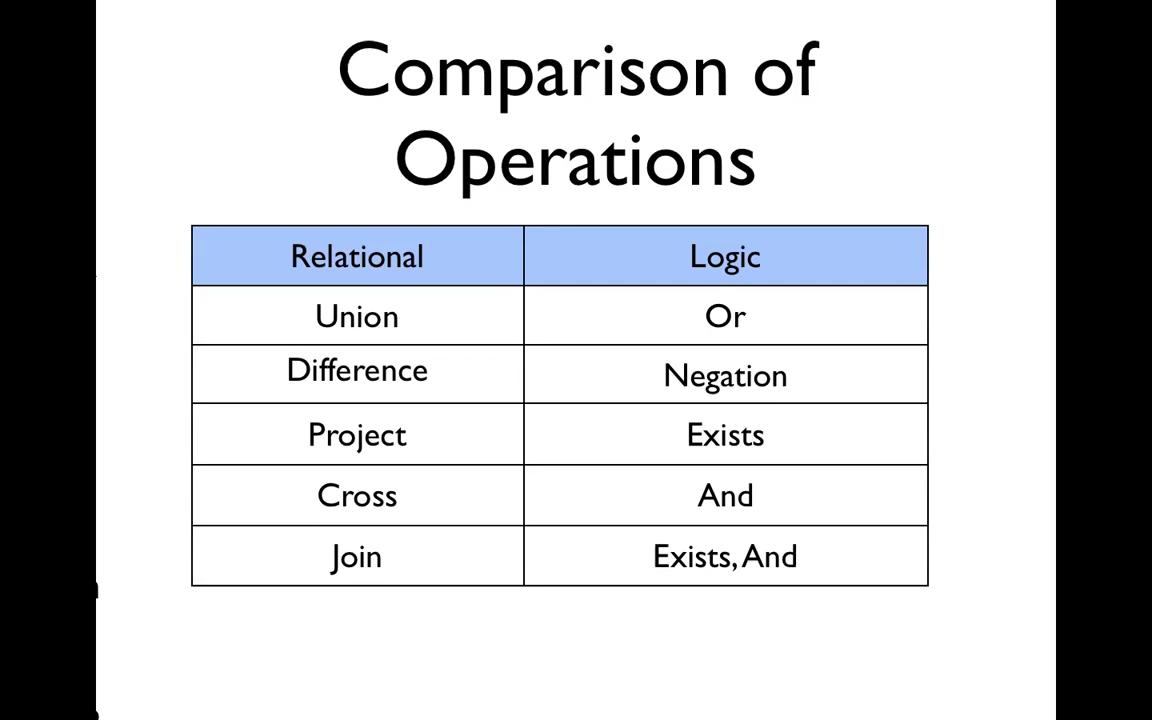 Comparison of
Operations
Relational Logic
Union Or
Difference Negation
Project Exists
Cross And
Join Exists, And